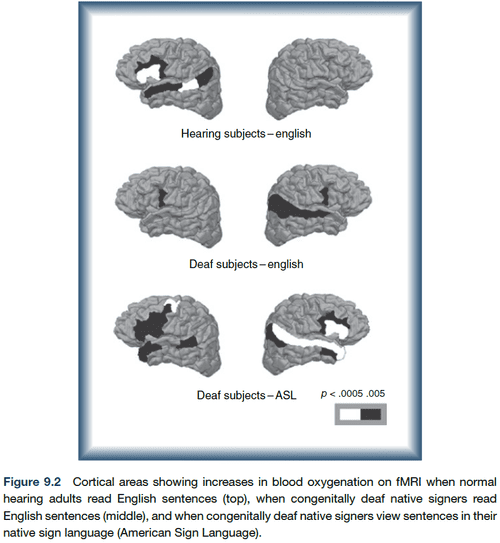 Hearing subjects – english
Deaf subjects – english
Deaf subjects – ASL
p < .0005 .005
Figure 9.2 Cortical areas showing increases in blood oxygenation on fMRI when normal
hearing adults read English sentences (top), when congenitally deaf native signers read
English sentences (middle), and when congenitally deaf native signers view sentences in their
native sign language (American Sign Language).